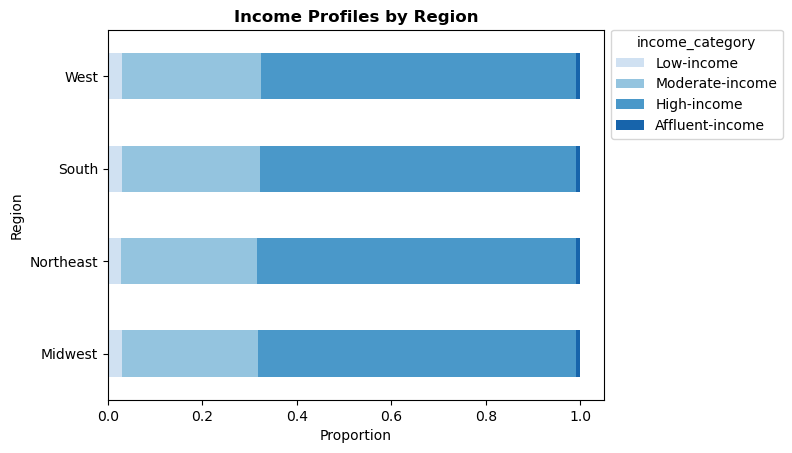 Income Profiles by Region
income_category
Low-income
Moderate-income
High-income
Affluent-income
West
South
Northeast
Midwest
Region
0.0 0.2 0.4 0.6 0.8 1.0
Proportion